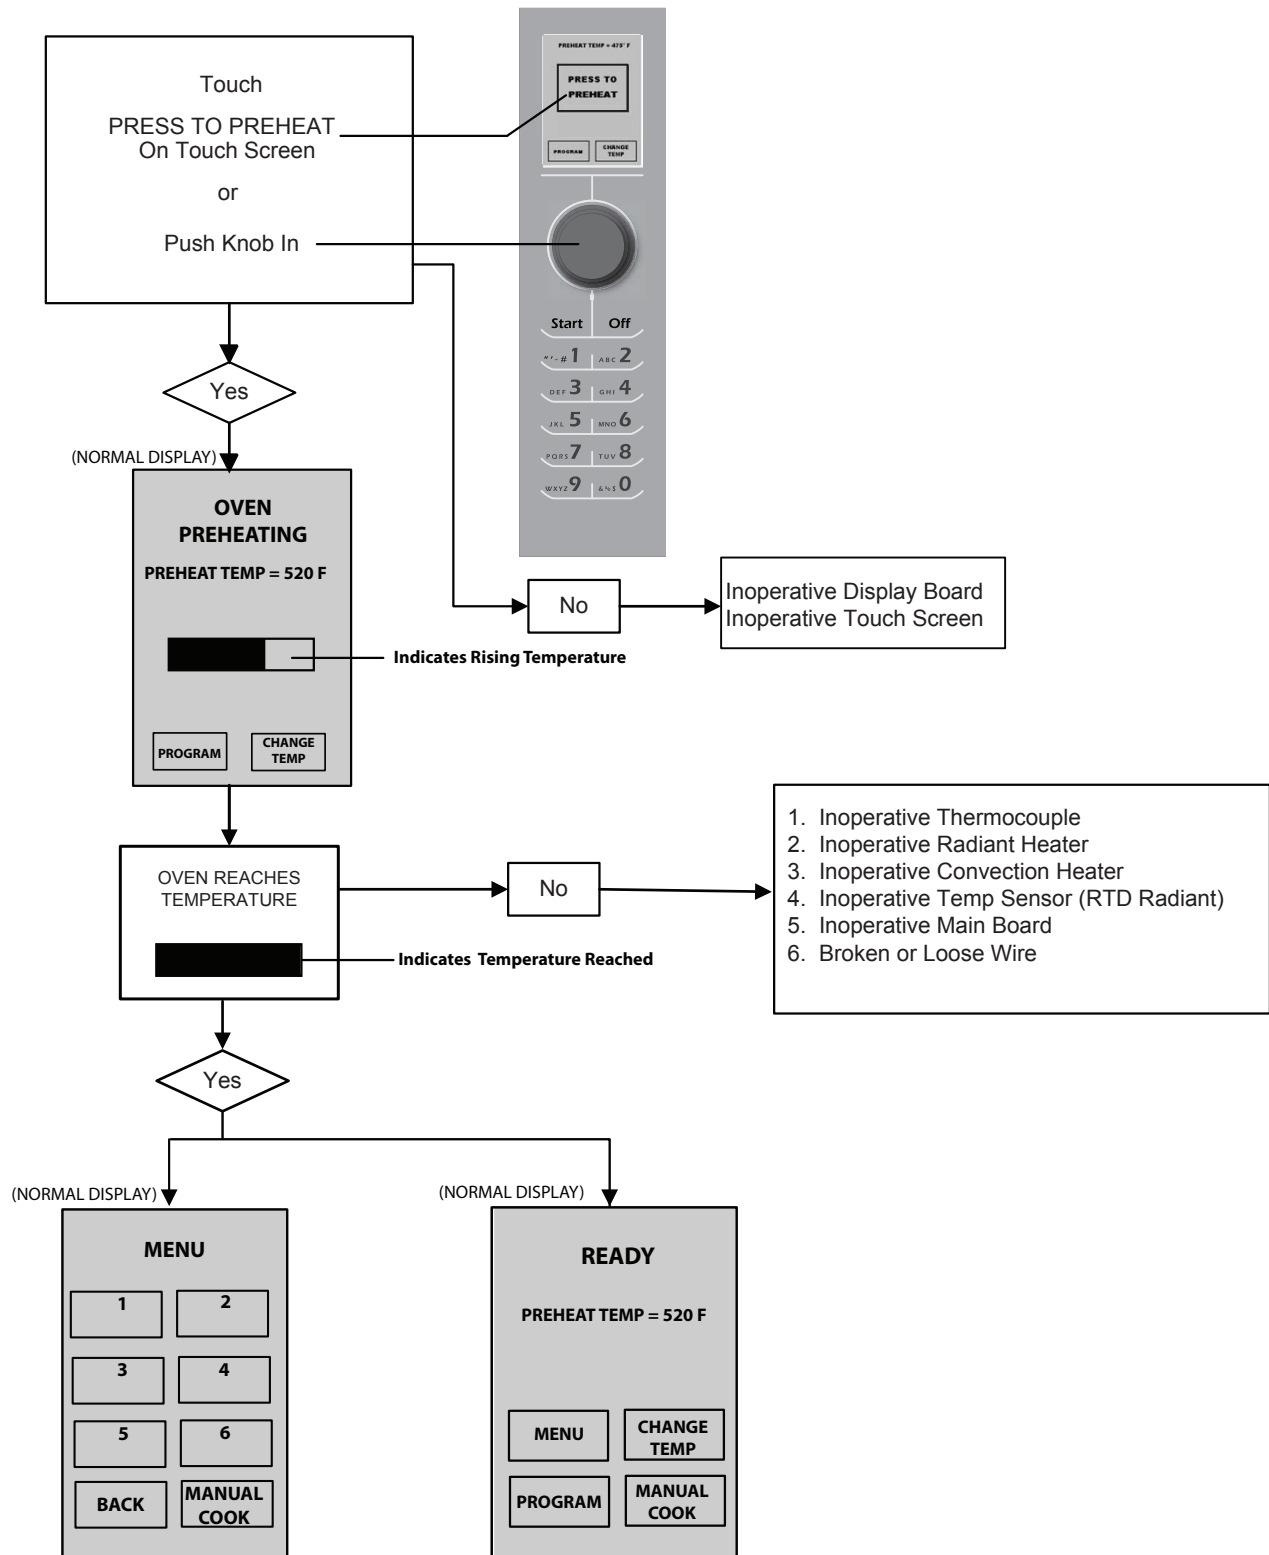 Touch
PRESS TO PREHEAT
On Touch Screen
or
Push Knob In
PREHEAT TEMP = 475° F
PRESS TO
PREHEAT
PROGRAM
CHANGE
TEMP
Start Off
# 1 ABC 2
DEF 3 GHI 4
JKL 5 MNO 6
PQRS 7 TUV 8
WXYZ 9 0
Yes
(NORMAL DISPLAY)
OVEN
PREHEATING
PREHEAT TEMP = 520 F
Indicates Rising Temperature
PROGRAM
CHANGE
TEMP
No
Inoperative Display Board
Inoperative Touch Screen
OVEN REACHES
TEMPERATURE
Indicates Temperature Reached
No
1. Inoperative Thermocouple
2. Inoperative Radiant Heater
3. Inoperative Convection Heater
4. Inoperative Temp Sensor (RTD Radiant)
5. Inoperative Main Board
6. Broken or Loose Wire
Yes
(NORMAL DISPLAY)
MENU
1 2
3 4
5 6
BACK
MANUAL
COOK
(NORMAL DISPLAY)
READY
PREHEAT TEMP = 520 F
MENU
CHANGE
TEMP
PROGRAM
MANUAL
COOK